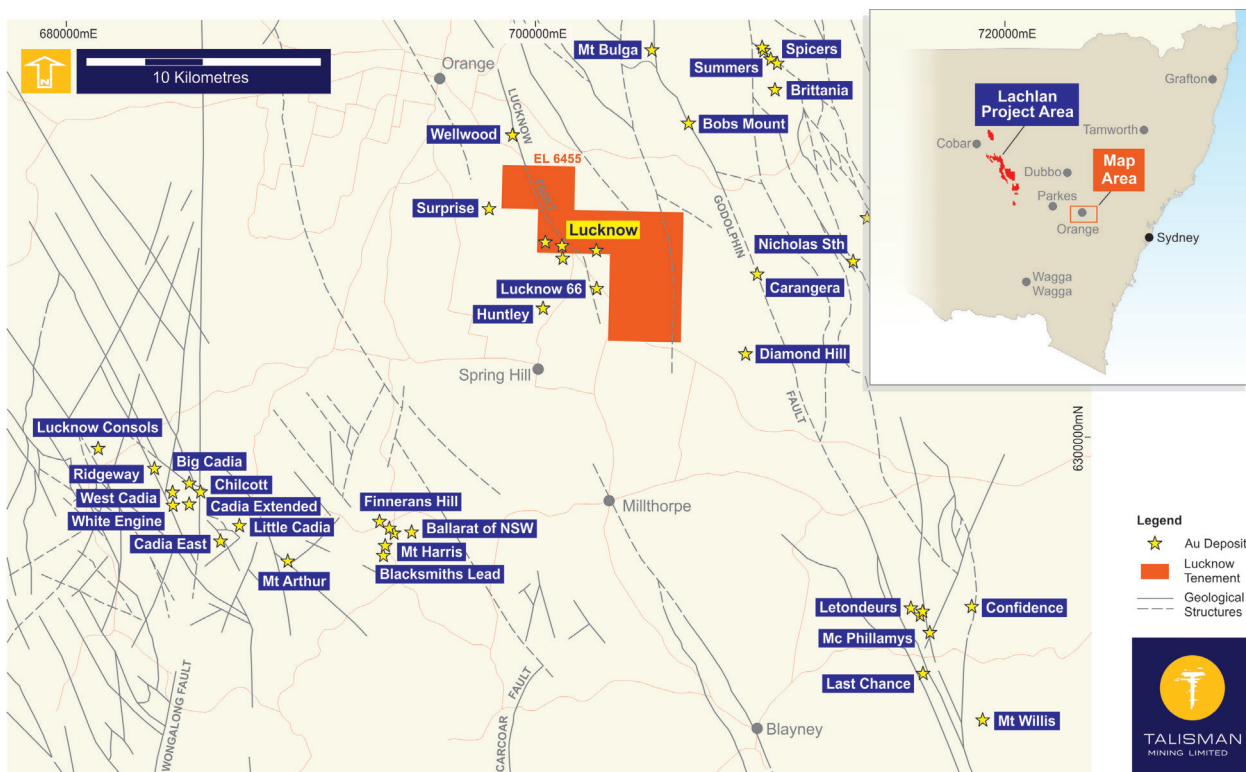 680000mE
700000mE
720000mE
N
10 Kilometres
Orange
LUCKNOW
FAULT
Mt Bulga
Spicers
Summers
Brittania
Bobs Mount
Wellwood
EL 6455
Surprise
Lucknow
GODOLPHIN
FAULT
Nicholas Sth
Carangera
Lucknow 66
Huntley
Diamond Hill
Spring Hill
Lachlan
Project Area
Grafton
Tamworth
Cobar
Dubbo
Map
Area
Parkes
Orange
Sydney
Wagga
Wagga
6300000mN
Lucknow Consols
Big Cadia
Ridgeway
Chilcott
West Cadia
Cadia Extended
White Engine
Little Cadia
Cadia East
Mt Arthur
Finnerans Hill
Ballarat of NSW
Mt Harris
Blacksmiths Lead
Millthorpe
Letondeurs
Confidence
Mc Phillamys
Last Chance
Mt Willis
Blayney
WONGALONG FAULT
CARCOAR FAULT
Legend
Au Deposit
Lucknow
Tenement
Geological
Structures
TALISMAN
MINING LIMITED